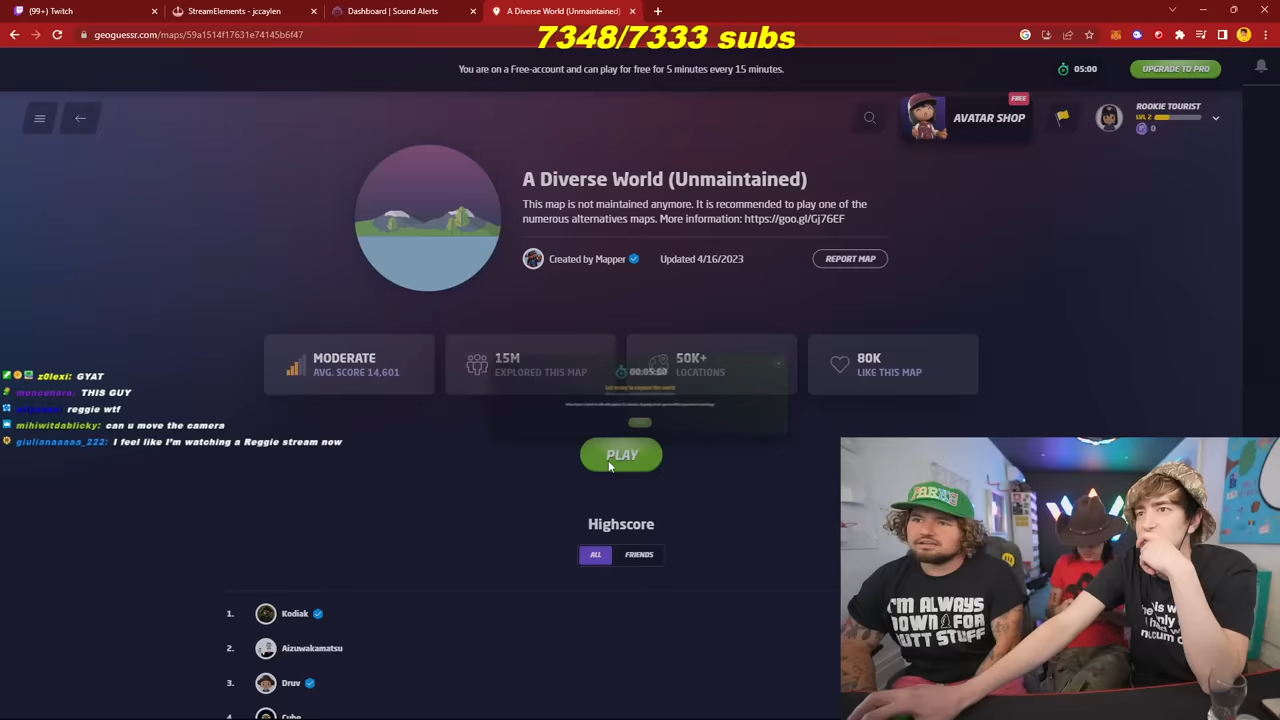 (99+) Twitch
StreamElements - jccaylen
Dashboard | Sound Alerts
A Diverse World (Unmaintained)
geoguessr.com/maps/59a1514f17631e74145b6f47
7348/7333 subs
You are on a Free-account and can play for free for 5 minutes every 15 minutes.
05:00
UPGRADE TO PRO
FREE
AVATAR SHOP
ROOKIE TOURIST
LVL 2
0
A Diverse World (Unmaintained)
This map is not maintained anymore. It is recommended to play one of the
numerous alternatives maps. More information: https://goo.gl/Gj76EF
Created by Mapper
Updated 4/16/2023
REPORT MAP
MODERATE
AVG. SCORE 14,601
15M
EXPLORED THIS MAP
50K+
LOCATIONS
80K
LIKE THIS MAP
00:05:00
z0lexi: GYAT
THIS GUY
reggie wtf
mihiwitdablicky: can u move the camera
giulianaaaaa_222: I feel like I'm watching a Reggie stream now
PLAY
Highscore
ALL
FRIENDS
1. Kodiak
2. Aizuwakamatsu
3. Druv
4. Cube
I'M ALWAYS
DOWN FOR
BUTT STUFF